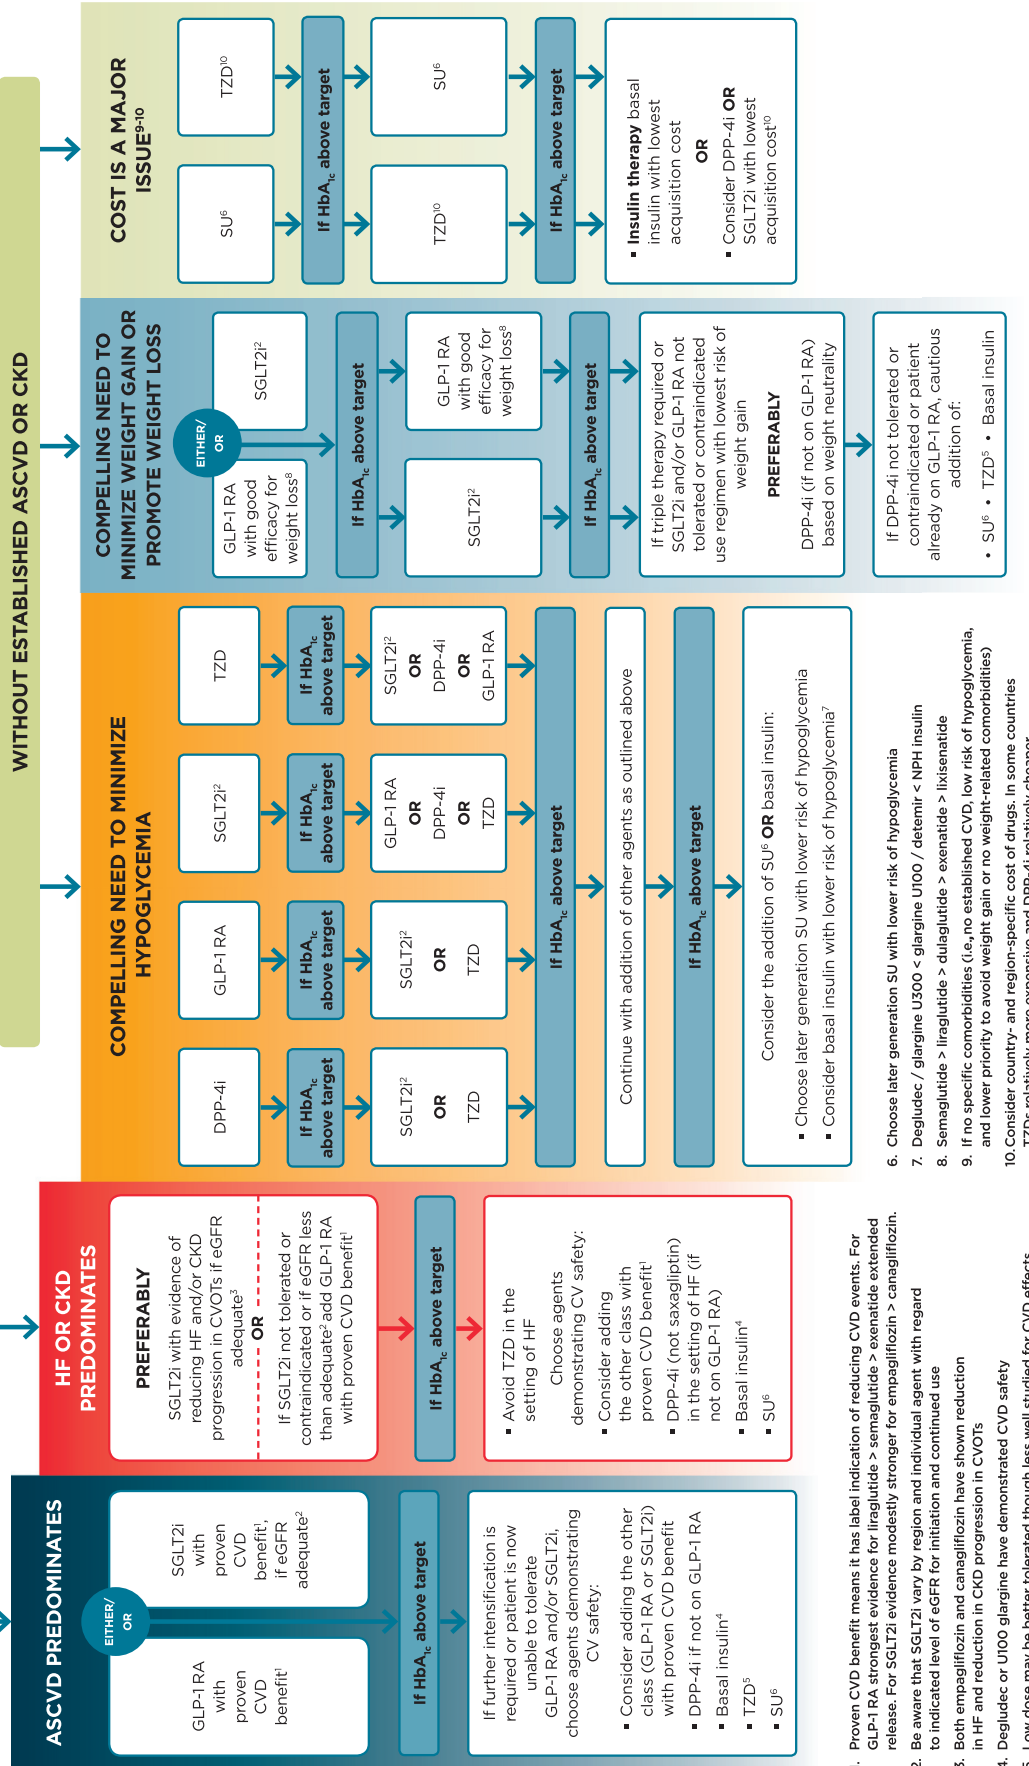 WITHOUT ESTABLISHED ASCVD OR CKD
ASCVD PREDOMINATES
EITHER/
OR
GLP-1 RA
with
proven
CVD
benefit¹
SGLT2i
with
proven
CVD
benefit¹,
if eGFR
adequate²
If HbA1c above target
If further intensification is
required or patient is now
unable to tolerate
GLP-1 RA and/or SGLT2i,
choose agents demonstrating
CV safety:
▪ Consider adding the other
class (GLP-1 RA or SGLT2i)
with proven CVD benefit
▪ DPP-4i if not on GLP-1 RA
▪ Basal insulin⁴
▪ TZD⁵
▪ SU⁶
HF OR CKD
PREDOMINATES
PREFERABLY
SGLT2i with evidence of
reducing HF and/or CKD
progression in CVOTs if eGFR
adequate³
OR
If SGLT2i not tolerated or
contraindicated or if eGFR less
than adequate² add GLP-1 RA
with proven CVD benefit¹
If HbA1c above target
▪ Avoid TZD in the
setting of HF
Choose agents
demonstrating CV safety:
▪ Consider adding
the other class with
proven CVD benefit¹
▪ DPP-4i (not saxagliptin)
in the setting of HF (if
not on GLP-1 RA)
▪ Basal insulin⁴
▪ SU⁶
COMPELLING NEED TO MINIMIZE
HYPOGLYCEMIA
DPP-4i
If HbA1c
above target
SGLT2i²
OR
TZD
GLP-1 RA
If HbA1c
above target
SGLT2i²
OR
TZD
SGLT2i²
If HbA1c
above target
GLP-1 RA
OR
DPP-4i
OR
TZD
TZD
If HbA1c
above target
SGLT2i²
OR
DPP-4i
OR
GLP-1 RA
If HbA1c above target
Continue with addition of other agents as outlined above
If HbA1c above target
Consider the addition of SU⁶ OR basal insulin:
▪ Choose later generation SU with lower risk of hypoglycemia
▪ Consider basal insulin with lower risk of hypoglycemia⁷
COMPELLING NEED TO
MINIMIZE WEIGHT GAIN OR
PROMOTE WEIGHT LOSS
EITHER/
OR
GLP-1 RA
with good
efficacy for
weight loss⁸
SGLT2i²
If HbA1c above target
SGLT2i²
GLP-1 RA
with good
efficacy for
weight loss⁸
If HbA1c above target
If triple therapy required or
SGLT2i and/or GLP-1 RA not
tolerated or contraindicated
use regimen with lowest risk of
weight gain
PREFERABLY
DPP-4i (if not on GLP-1 RA)
based on weight neutrality
If DPP-4i not tolerated or
contraindicated or patient
already on GLP-1 RA, cautious
addition of:
• SU⁶ • TZD⁵ • Basal insulin
COST IS A MAJOR
ISSUE⁹⁻¹⁰
SU⁶
TZD¹⁰
If HbA1c above target
TZD¹⁰
SU⁶
If HbA1c above target
▪ Insulin therapy basal
insulin with lowest
acquisition cost
OR
▪ Consider DPP-4i OR
SGLT2i with lowest
acquisition cost¹⁰
1. Proven CVD benefit means it has label indication of reducing CVD events. For
GLP-1 RA strongest evidence for liraglutide > semaglutide > exenatide extended
release. For SGLT2i evidence modestly stronger for empagliflozin > canagliflozin.
2. Be aware that SGLT2i vary by region and individual agent with regard
to indicated level of eGFR for initiation and continued use
3. Both empagliflozin and canagliflozin have shown reduction
in HF and reduction in CKD progression in CVOTs
4. Degludec or U100 glargine have demonstrated CVD safety
5. Low dose may be better tolerated though less well studied for CVD effects
6. Choose later generation SU with lower risk of hypoglycemia
7. Degludec / glargine U300 < glargine U100 / detemir < NPH insulin
8. Semaglutide > liraglutide > dulaglutide > exenatide > lixisenatide
9. If no specific comorbidities (i.e., no established CVD, low risk of hypoglycemia,
and lower priority to avoid weight gain or no weight-related comorbidities)
10. Consider country- and region-specific cost of drugs. In some countries
TZDs relatively more expensive and DPP-4i relatively cheaper